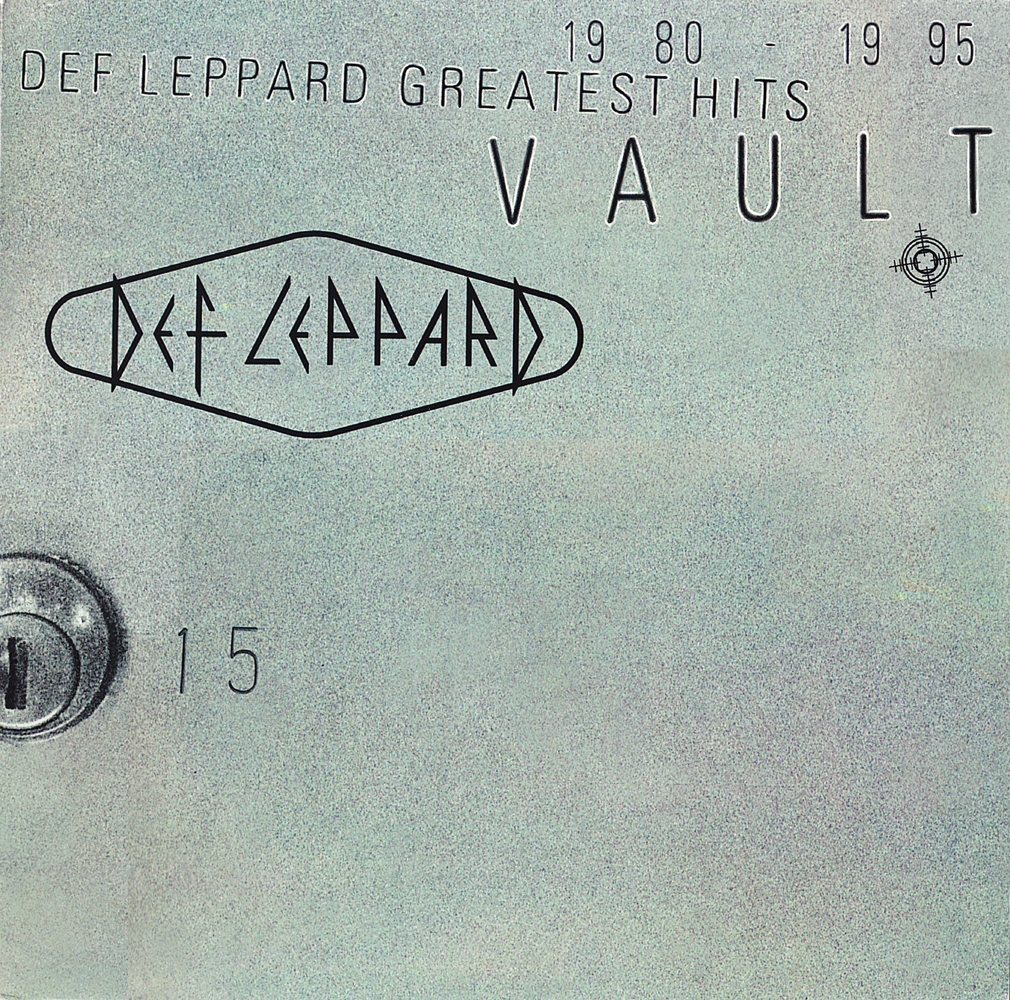 19 80 - 19 95
DEF LEPPARD GREATEST HITS
VAULT
DEF LEPPARD
15